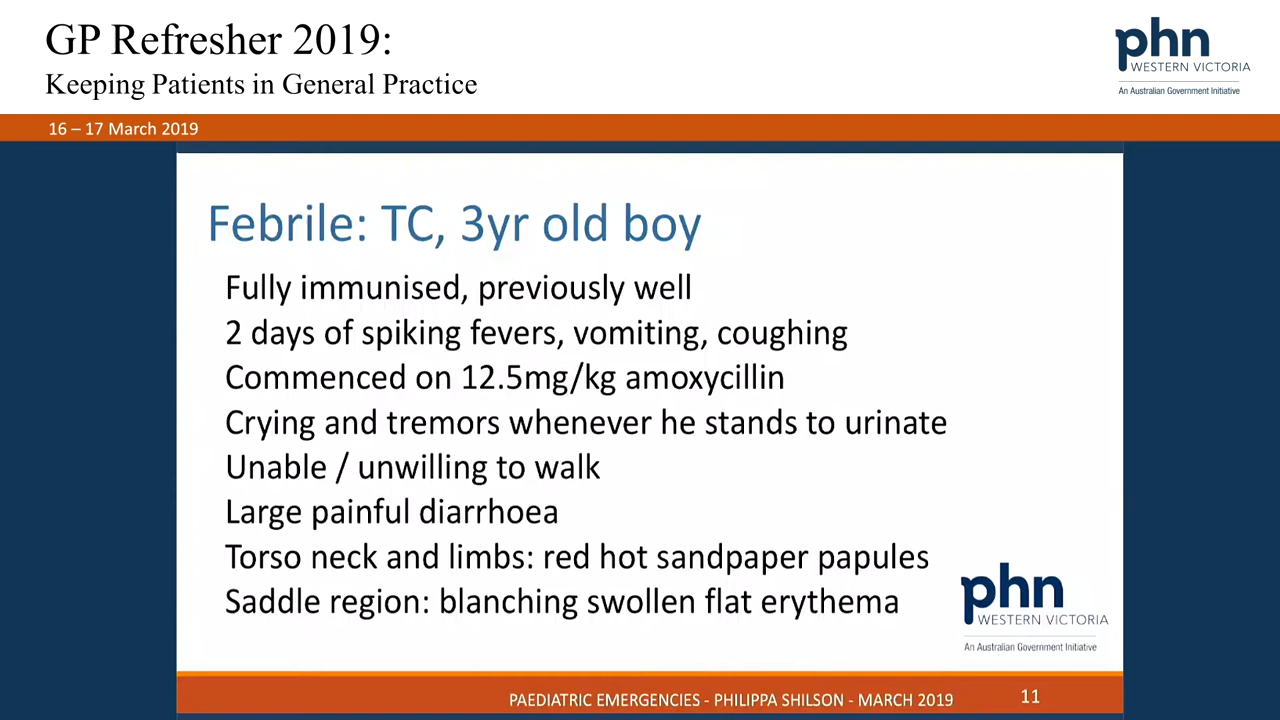 GP Refresher 2019:
Keeping Patients in General Practice
phn
WESTERN VICTORIA
An Australian Government Initiative
16 – 17 March 2019
Febrile: TC, 3yr old boy
Fully immunised, previously well
2 days of spiking fevers, vomiting, coughing
Commenced on 12.5mg/kg amoxycillin
Crying and tremors whenever he stands to urinate
Unable / unwilling to walk
Large painful diarrhoea
Torso neck and limbs: red hot sandpaper papules
Saddle region: blanching swollen flat erythema
phn
WESTERN VICTORIA
An Australian Government Initiative
PAEDIATRIC EMERGENCIES - PHILIPPA SHILSON - MARCH 2019
11